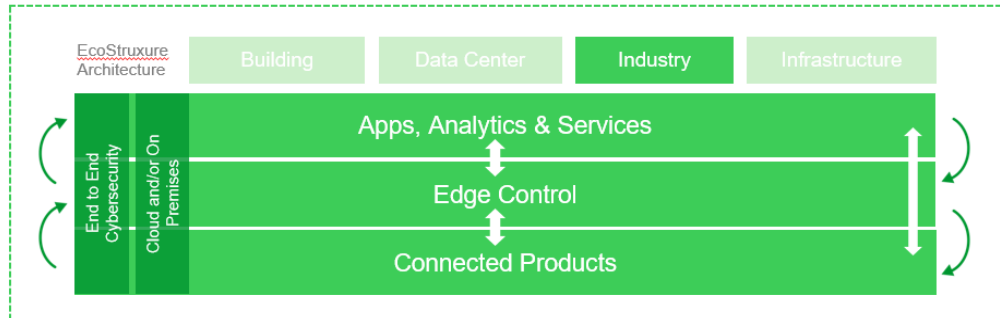 EcoStruxure
Architecture
Building
Data Center
Industry
Infrastructure
End to End
Cybersecurity
Cloud and/or On
Premises
Apps, Analytics & Services
Edge Control
Connected Products